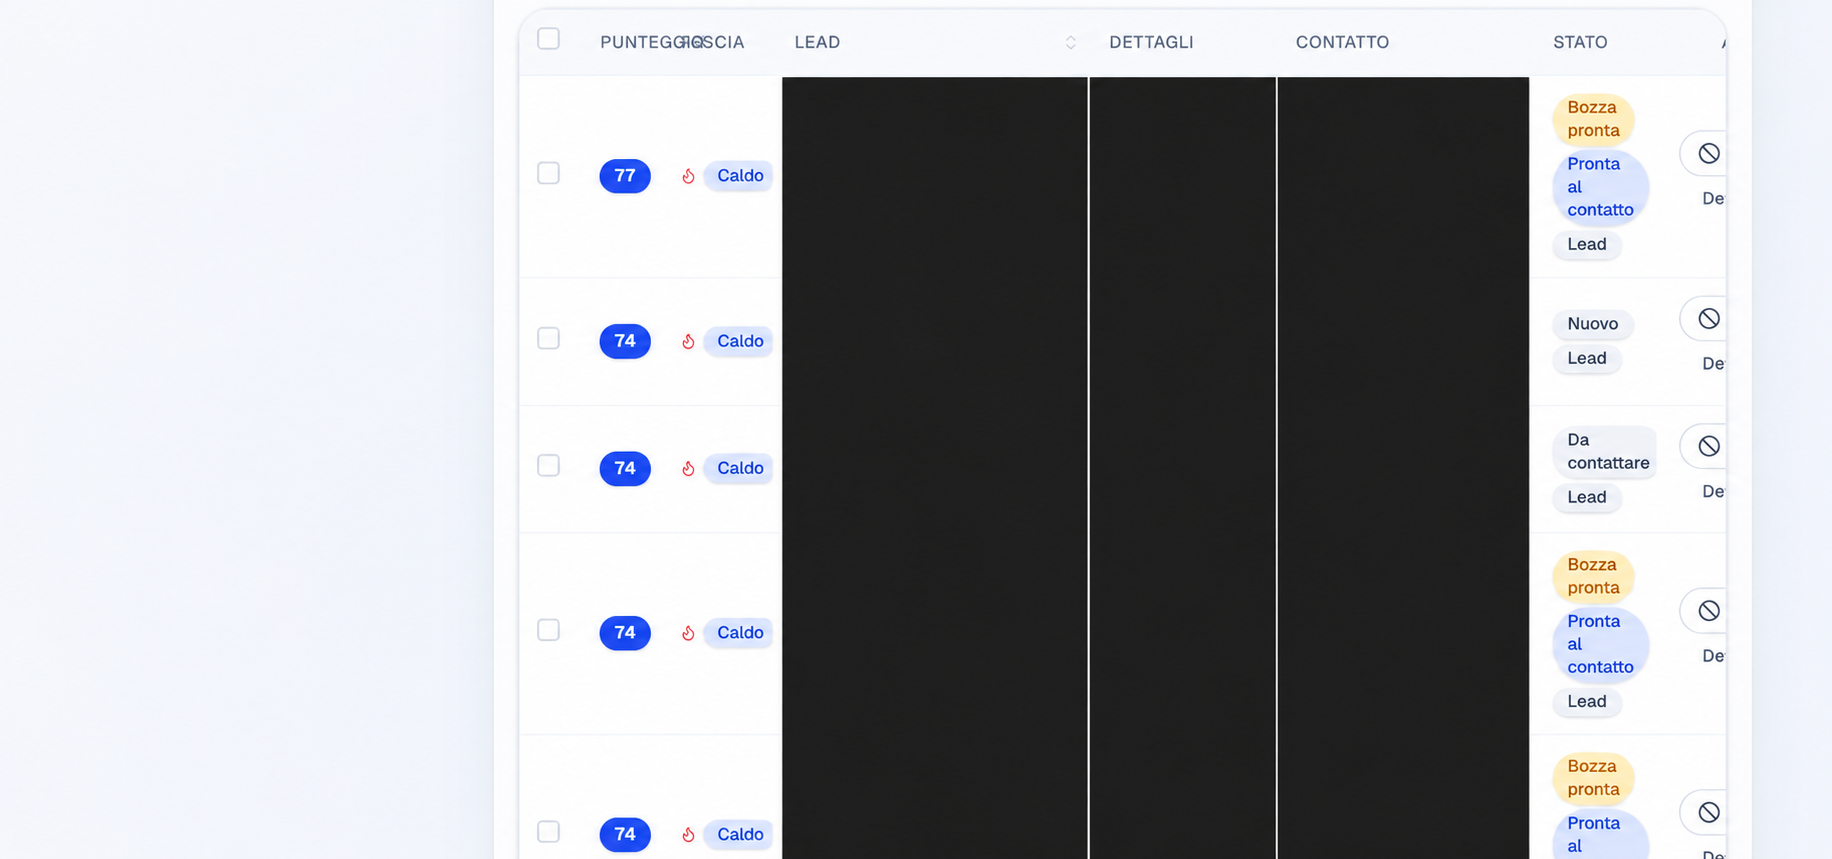 PUNTEGGIO FASCIA LEAD DETTAGLI CONTATTO STATO
77 Caldo
Bozza
pronta
Pronta
al
contatto
Lead
74 Caldo
Nuovo
Lead
74 Caldo
Da
contattare
Lead
74 Caldo
Bozza
pronta
Pronta
al
contatto
Lead
74 Caldo
Bozza
pronta
Pronta
al